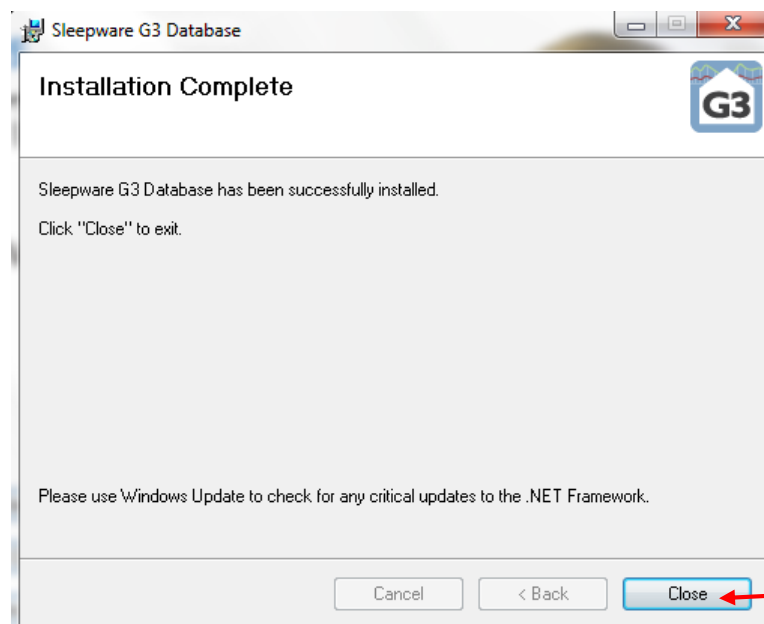 Sleepware G3 Database
Installation Complete
G3
Sleepware G3 Database has been successfully installed.
Click "Close" to exit.
Please use Windows Update to check for any critical updates to the .NET Framework.
Cancel
< Back
Close